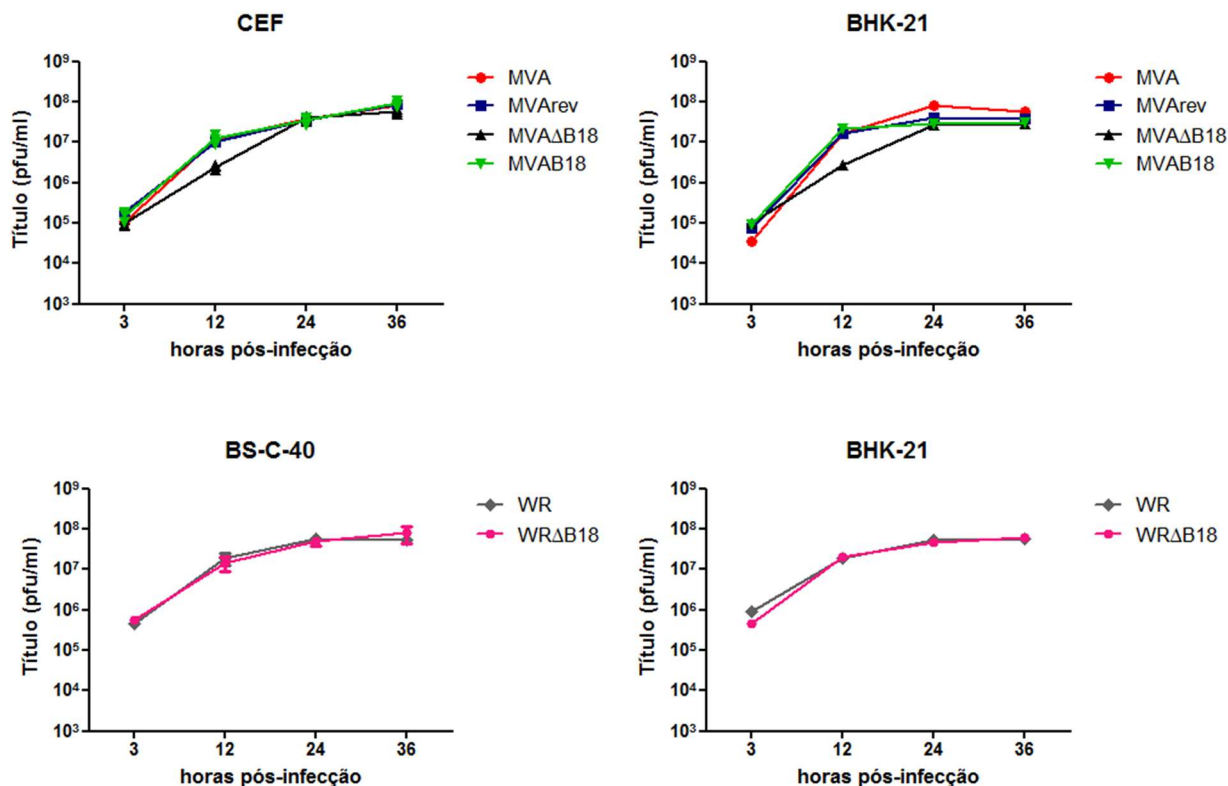 CEF
Título (pfu/ml)
10⁹
10⁸
10⁷
10⁶
10⁵
10⁴
10³
3 12 24 36
horas pós-infecção
MVA
MVArev
MVAΔB18
MVAB18
BHK-21
Título (pfu/ml)
10⁹
10⁸
10⁷
10⁶
10⁵
10⁴
10³
3 12 24 36
horas pós-infecção
MVA
MVArev
MVAΔB18
MVAB18
BS-C-40
Título (pfu/ml)
10⁹
10⁸
10⁷
10⁶
10⁵
10⁴
10³
3 12 24 36
horas pós-infecção
WR
WRΔB18
BHK-21
Título (pfu/ml)
10⁹
10⁸
10⁷
10⁶
10⁵
10⁴
10³
3 12 24 36
horas pós-infecção
WR
WRΔB18